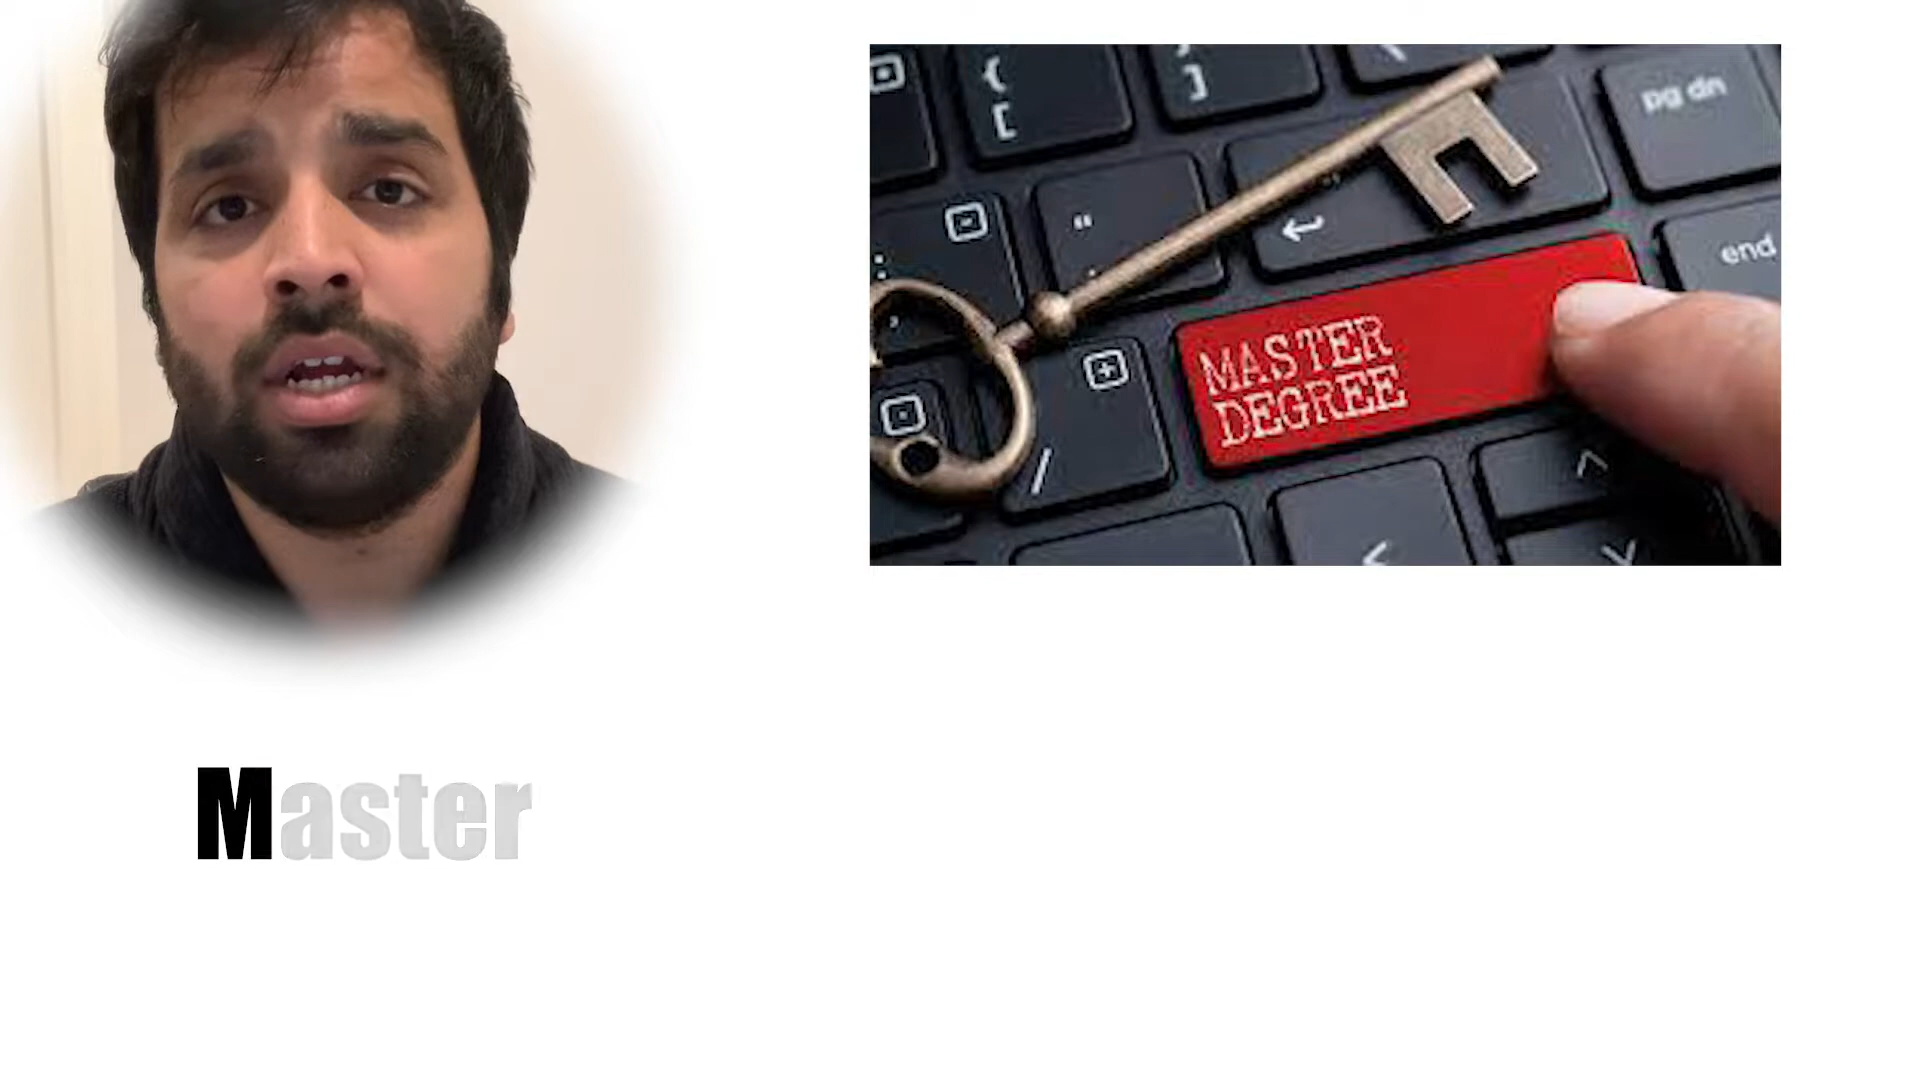 {
[
}
]
\
pg dn
"
end
:
MASTER
DEGREE
/
<
Master